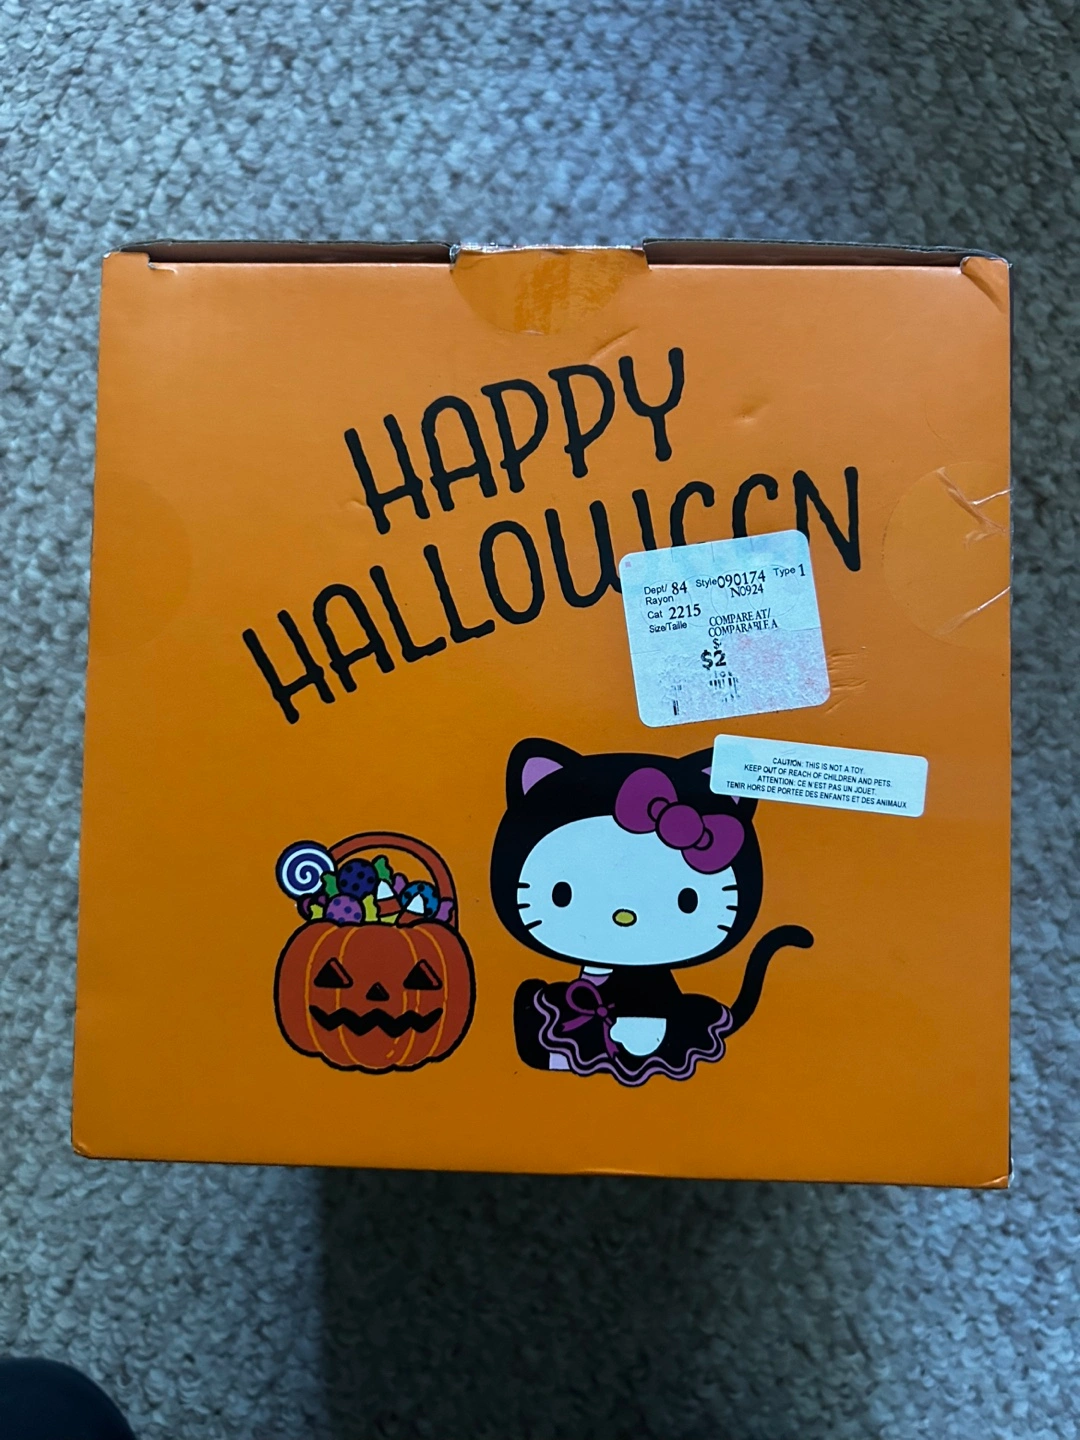 HAPPY
HALLOWEEN
Dept/ 84 Style 090174 Type 1
Rayon N0924
Cat 2215
Size/Taille COMPARE AT/
COMPARABLE A
$
$2
CAUTION: THIS IS NOT A TOY.
KEEP OUT OF REACH OF CHILDREN AND PETS.
ATTENTION: CE N'EST PAS UN JOUET.
TENIR HORS DE PORTEE DES ENFANTS ET DES ANIMAUX